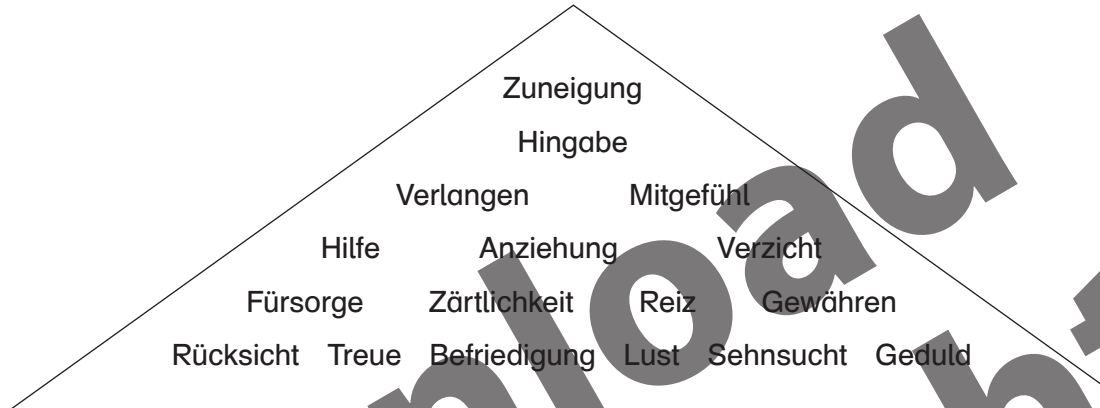 Zuneigung
Hingabe
Verlangen Mitgefühl
Hilfe Anziehung Verzicht
Fürsorge Zärtlichkeit Reiz Gewähren
Rücksicht Treue Befriedigung Lust Sehnsucht Geduld